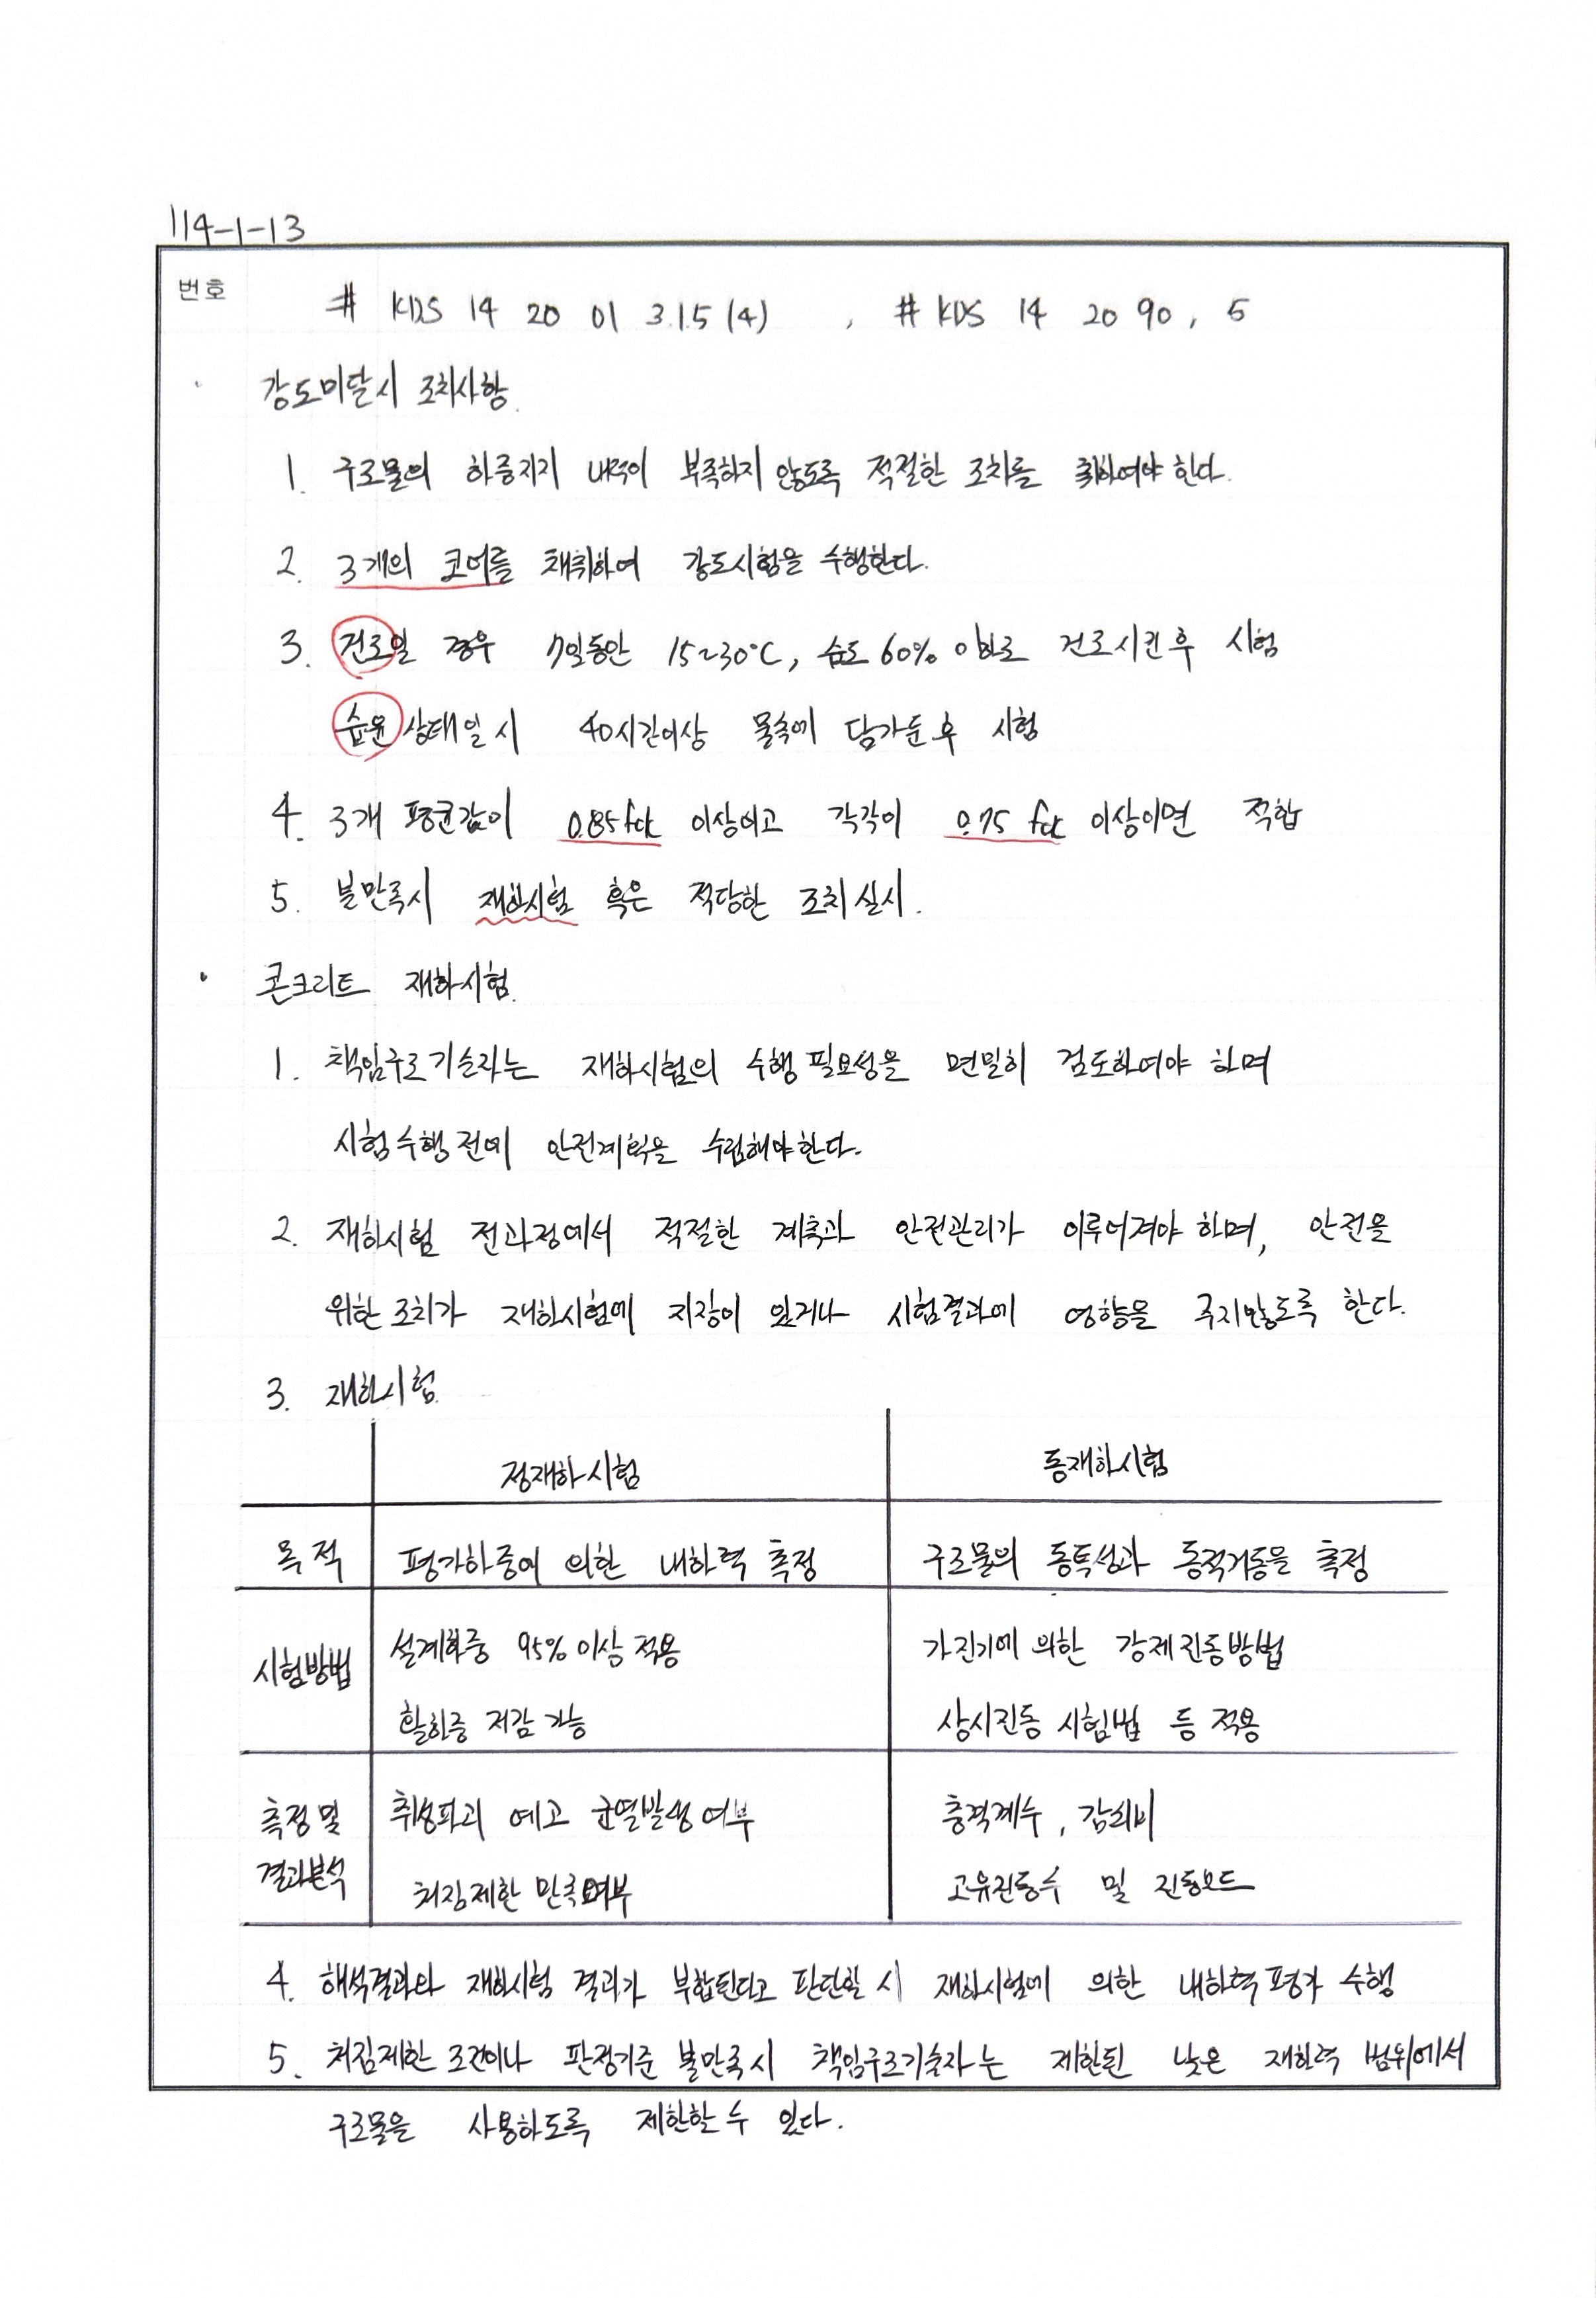 114-1-13
번호
# KDS 14 20 01 3.1.5 (4) , # KDS 14 20 90, 5
· 강도미달시 조치사항.
1. 구조물의 하중지지 내력이 부족하지 않도록 적절한 조치를 취하여야 한다.
2. 3개의 코어를 채취하여 강도시험을 수행한다.
3. 건조일 경우 7일동안 15~30°C, 습도 60% 이하로 건조시킨 후 시험
습윤 상태일 시 40시간이상 물속에 담가둔 후 시험
4. 3개 평균값이 0.85fck 이상이고 각각이 0.75 fck 이상이면 적합
5. 불만족시 재하시험 혹은 적당한 조치 실시.
· 콘크리트 재하시험.
1. 책임구조기술자는 재하시험의 수행 필요성을 면밀히 검토하여야 하며
시험 수행 전에 안전계획을 수립해야한다.
2. 재하시험 전과정에서 적절한 계측과 안전관리가 이루어져야 하며, 안전을
위한 조치가 재하시험에 지장이 있거나 시험결과에 영향을 주지않도록 한다.
3. 재하시험.
정재하시험 동재하시험
목적 평가하중에 의한 내하력 측정 구조물의 동특성과 동적거동을 측정
시험방법 설계하중 95% 이상 적용 가진기에 의한 강제진동방법
활하중 저감 가능 상시진동 시험법 등 적용
측정 및 취성파괴 예고 균열발생 여부 충격계수, 감쇠비
결과분석 처짐제한 만족여부 고유진동수 및 진동모드
4. 해석결과와 재하시험 결과가 부합된다고 판단될 시 재하시험에 의한 내하력 평가 수행
5. 처짐제한 조건이나 판정기준 불만족시 책임구조기술자는 제한된 낮은 재하력 범위에서
구조물을 사용하도록 제한할 수 있다.